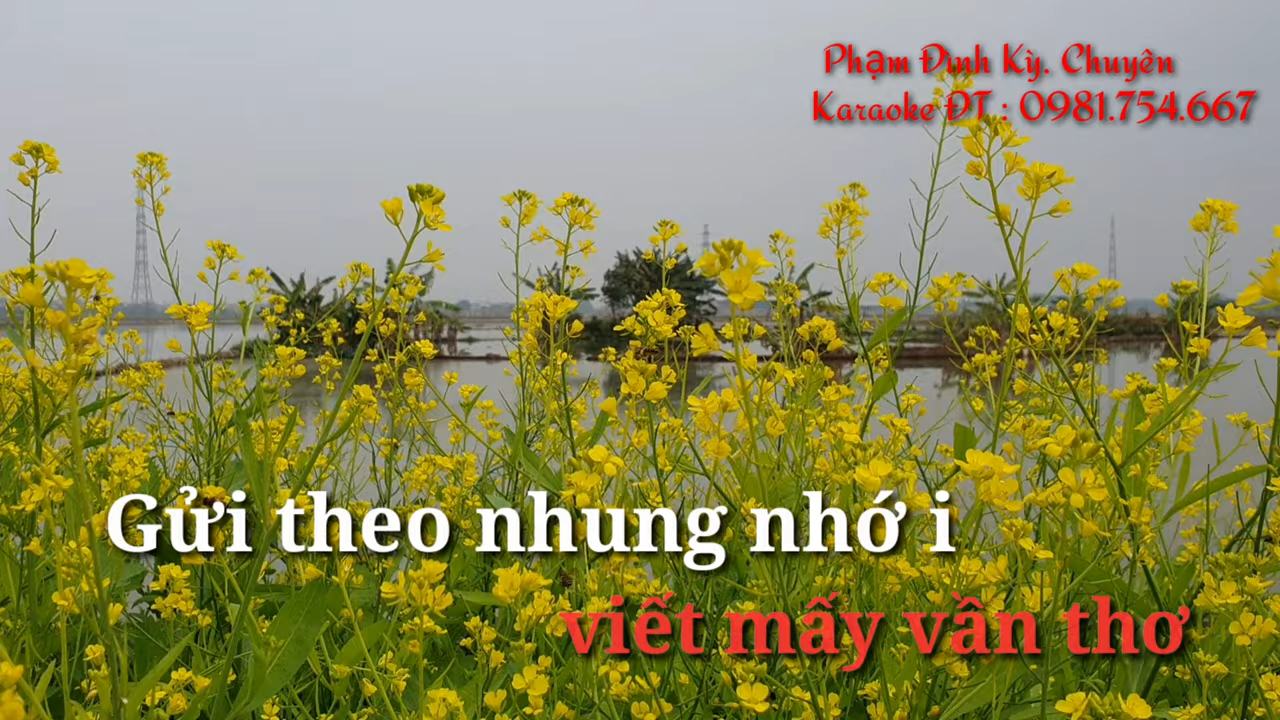 Phạm Đình Kỳ. Chuyên
Karaoke ĐT : 0981.754.667
Gửi theo nhung nhớ i
viết mấy vần thơ